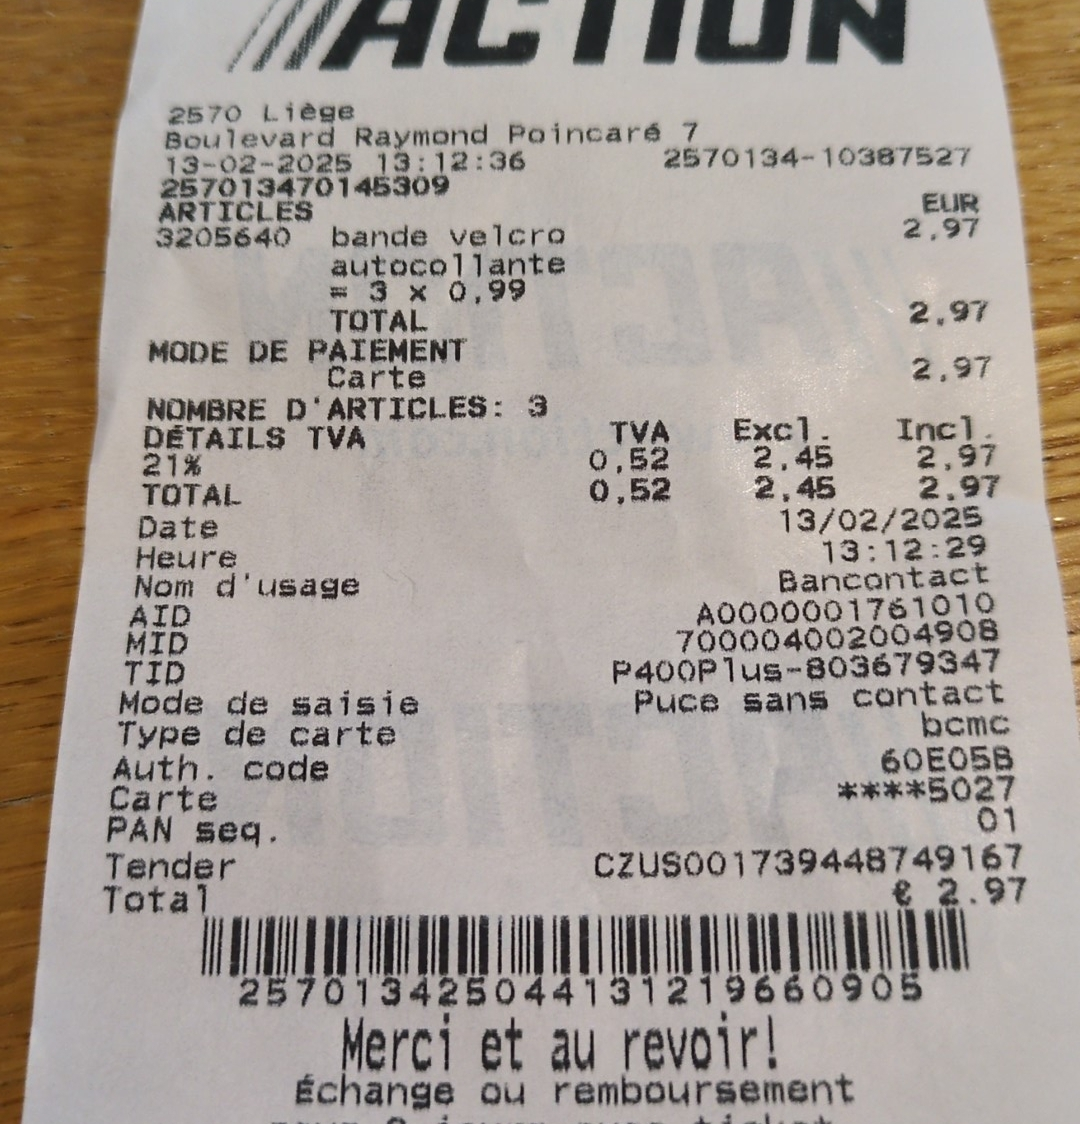 ACTION
2570 Liège
Boulevard Raymond Poincaré 7
13-02-2025 13:12:36 2570134-10387527
257013470145309
ARTICLES EUR
3205640 bande velcro 2,97
autocollante
= 3 x 0,99
TOTAL 2,97
MODE DE PAIEMENT
Carte 2,97
NOMBRE D'ARTICLES: 3
DÉTAILS TVA TVA Excl. Incl.
21% 0,52 2,45 2,97
TOTAL 0,52 2,45 2,97
Date 13/02/2025
Heure 13:12:29
Nom d'usage Bancontact
AID A0000001761010
MID 700004002004908
TID P400Plus-803679347
Mode de saisie Puce sans contact
Type de carte bcmc
Auth. code 60E05B
Carte ****5027
PAN seq. 01
Tender CZUS001739448749167
Total € 2.97
257013425044131219660905
Merci et au revoir!
Échange ou remboursement
ticket